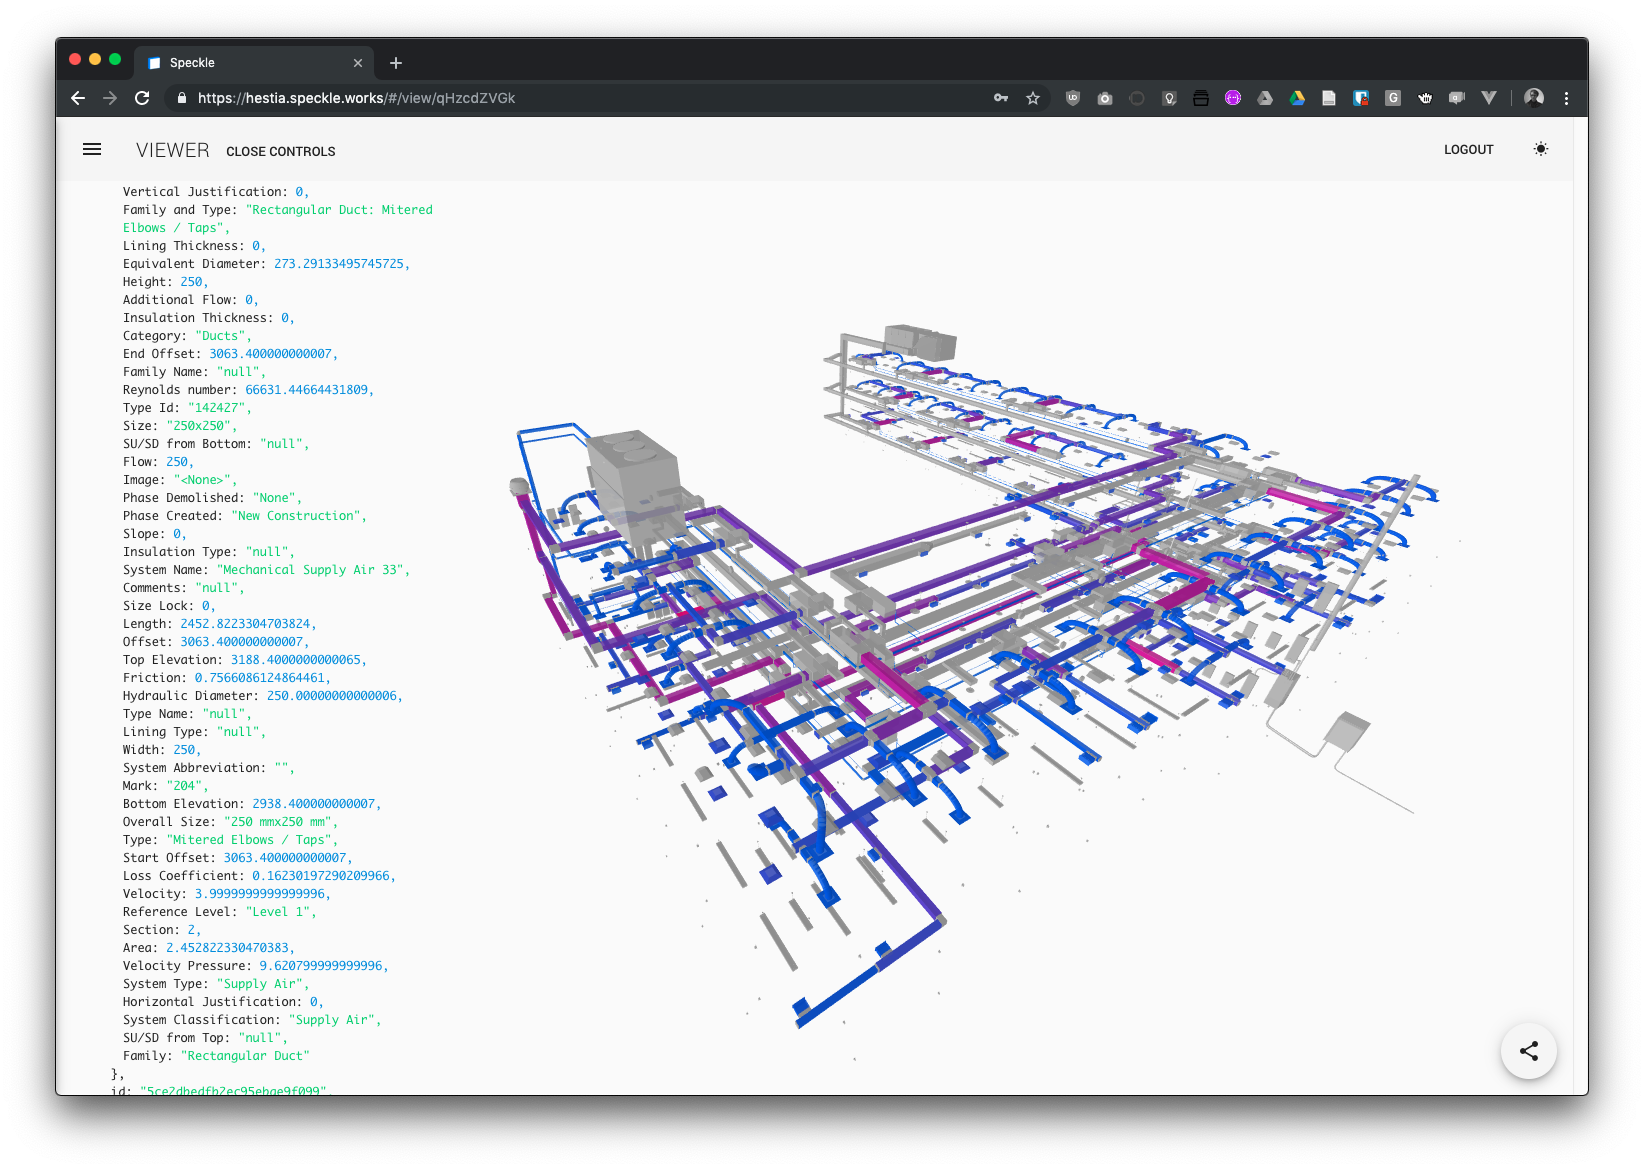 Speckle
https://hestia.speckle.works/#/view/qHzcdZVGk
VIEWER CLOSE CONTROLS
LOGOUT
Vertical Justification: 0,
Family and Type: "Rectangular Duct: Mitered
Elbows / Taps",
Lining Thickness: 0,
Equivalent Diameter: 273.29133495745725,
Height: 250,
Additional Flow: 0,
Insulation Thickness: 0,
Category: "Ducts",
End Offset: 3063.400000000007,
Family Name: "null",
Reynolds number: 66631.44664431809,
Type Id: "142427",
Size: "250x250",
SU/SD from Bottom: "null",
Flow: 250,
Image: "<None>",
Phase Demolished: "None",
Phase Created: "New Construction",
Slope: 0,
Insulation Type: "null",
System Name: "Mechanical Supply Air 33",
Comments: "null",
Size Lock: 0,
Length: 2452.8223304703824,
Offset: 3063.400000000007,
Top Elevation: 3188.4000000000065,
Friction: 0.7566086124864461,
Hydraulic Diameter: 250.00000000000006,
Type Name: "null",
Lining Type: "null",
Width: 250,
System Abbreviation: "",
Mark: "204",
Bottom Elevation: 2938.400000000007,
Overall Size: "250 mmx250 mm",
Type: "Mitered Elbows / Taps",
Start Offset: 3063.400000000007,
Loss Coefficient: 0.16230197290209966,
Velocity: 3.9999999999999996,
Reference Level: "Level 1",
Section: 2,
Area: 2.452822330470383,
Velocity Pressure: 9.620799999999996,
System Type: "Supply Air",
Horizontal Justification: 0,
System Classification: "Supply Air",
SU/SD from Top: "null",
Family: "Rectangular Duct"
},
id: "5ce2dbedfb2ec95ebae9f099",